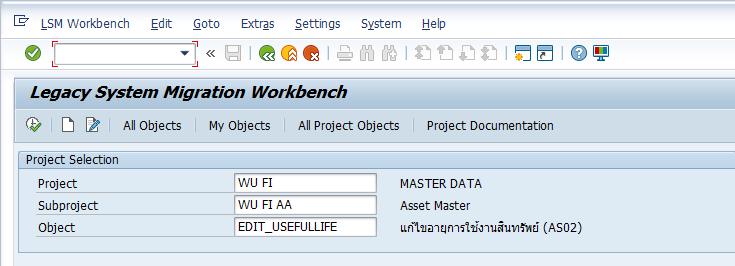 LSM Workbench Edit Goto Extras Settings System Help
Legacy System Migration Workbench
All Objects My Objects All Project Objects Project Documentation
Project Selection
Project WU FI MASTER DATA
Subproject WU FI AA Asset Master
Object EDIT_USEFULLIFE แก้ไขอายุการใช้งานสินทรัพย์ (AS02)